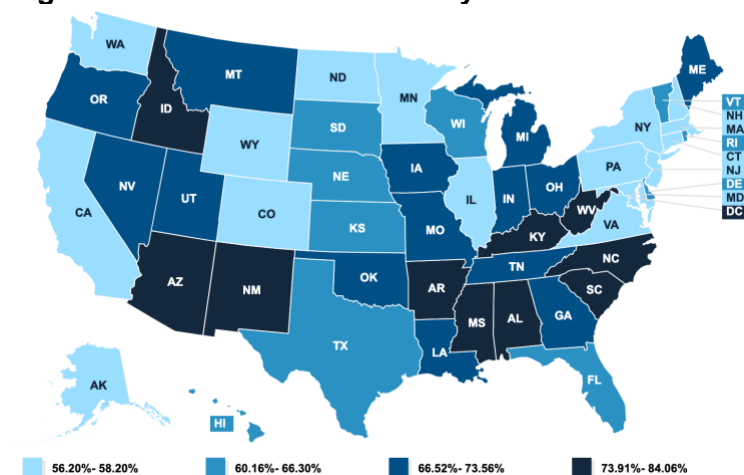 WA
MT
ND
MN
ME
OR
ID
VT
NH
WI
MI
NY
MA
SD
RI
WY
CT
PA
NJ
NE
IA
DE
NV
UT
IL
IN
OH
MD
CA
CO
WV
DC
KS
MO
VA
KY
NC
TN
AZ
NM
OK
AR
SC
MS
AL
GA
TX
LA
FL
AK
HI
56.20%- 58.20%
60.16%- 66.30%
66.52%- 73.56%
73.91%- 84.06%